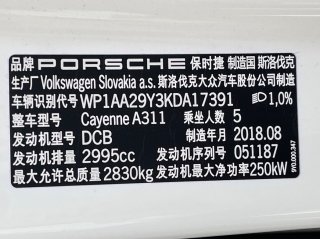 品牌 PORSCHE 保时捷 制造国 斯洛伐克
生产厂 Volkswagen Slovakia a.s. 斯洛伐克大众汽车股份公司制造
车辆识别代号 WP1AA29Y3KDA17391 1,0%
整车型号 Cayenne A311 乘坐人数 5
发动机型号 DCB 制造年月 2018.08
发动机排量 2995cc 发动机号 051187
最大允许总质量 2830kg 发动机最大净功率 250kW
9Y0.000.347